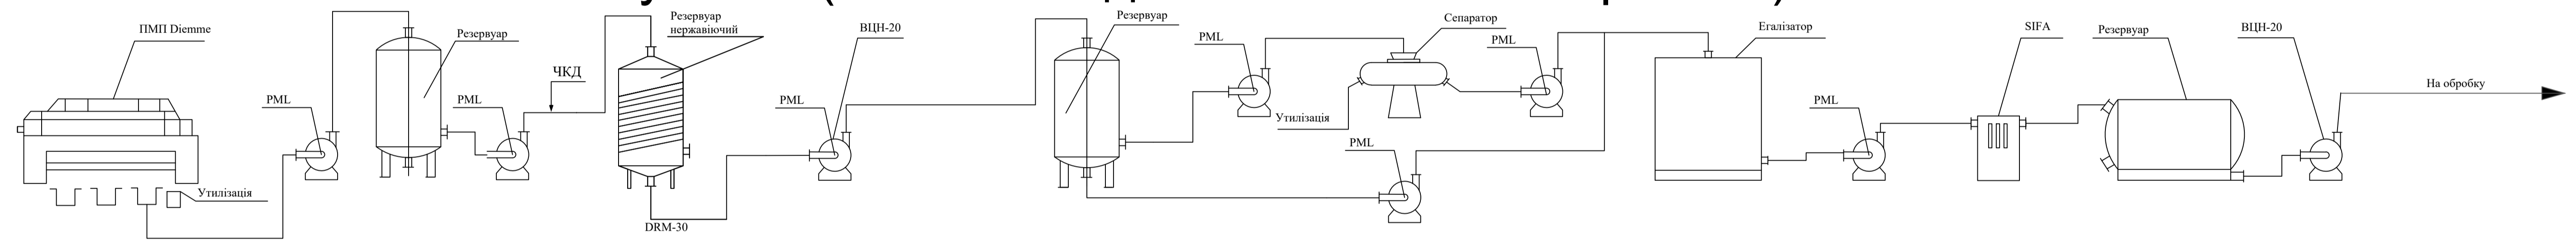 ПМП Diemme
Утилізація
PML
Резервуар
PML
ЧКД
Резервуар
нержавіючий
DRM-30
PML
ВЦН-20
Резервуар
PML
Утилізація
Сепаратор
PML
PML
Егалізатор
PML
SIFA
Резервуар
ВЦН-20
На обробку